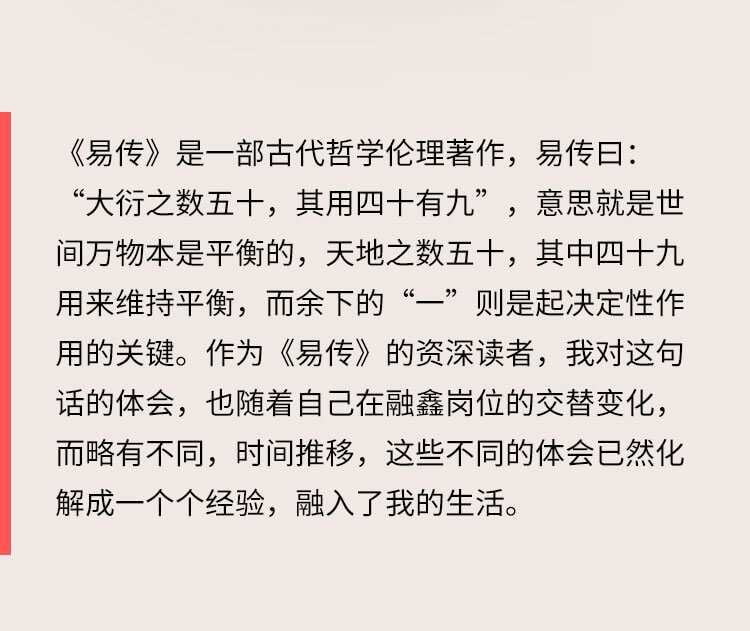 《易传》是一部古代哲学伦理著作，易传曰：
“大衍之数五十，其用四十有九”，意思就是世
间万物本是平衡的，天地之数五十，其中四十九
用来维持平衡，而余下的“一”则是起决定性作
用的关键。作为《易传》的资深读者，我对这句
话的体会，也随着自己在融鑫岗位的交替变化，
而略有不同，时间推移，这些不同的体会已然化
解成一个个经验，融入了我的生活。